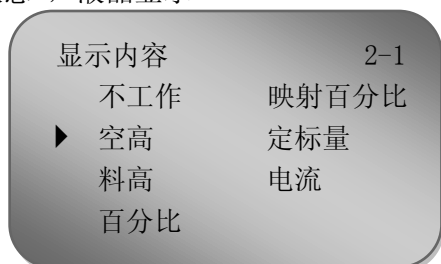 显示内容 2-1
不工作 映射百分比
▶ 空高 定标量
料高 电流
百分比